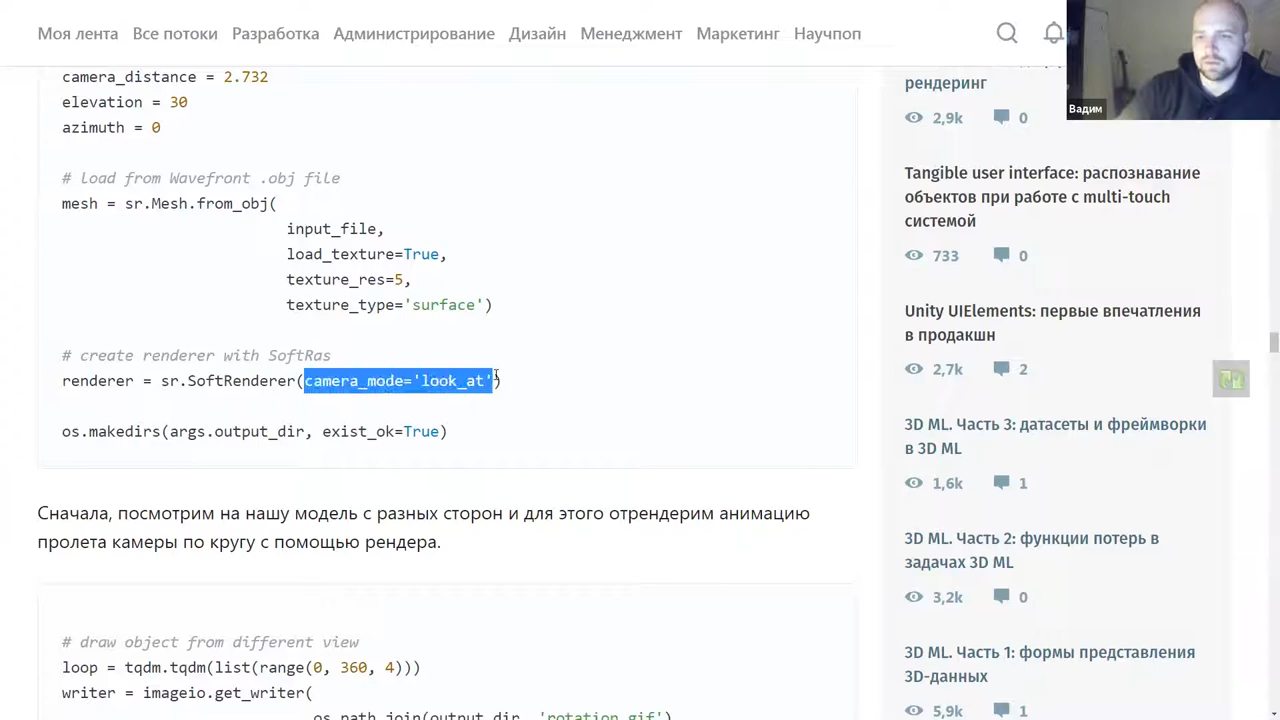 Моя лента Все потоки Разработка Администрирование Дизайн Менеджмент Маркетинг Научпоп
camera_distance = 2.732
elevation = 30
azimuth = 0
# load from Wavefront .obj file
mesh = sr.Mesh.from_obj(
input_file,
load_texture=True,
texture_res=5,
texture_type='surface')
# create renderer with SoftRas
renderer = sr.SoftRenderer(camera_mode='look_at')
os.makedirs(args.output_dir, exist_ok=True)
Сначала, посмотрим на нашу модель с разных сторон и для этого отрендерим анимацию
пролета камеры по кругу с помощью рендера.
# draw object from different view
loop = tqdm.tqdm(list(range(0, 360, 4)))
writer = imageio.get_writer(
os.path.join(output_dir, 'rotation.gif')
рендеринг
2,9k 0
Tangible user interface: распознавание
объектов при работе с multi-touch
системой
733 0
Unity UIElements: первые впечатления
в продакшн
2,7k 2
3D ML. Часть 3: датасеты и фреймворки
в 3D ML
1,6k 1
3D ML. Часть 2: функции потерь в
задачах 3D ML
3,2k 0
3D ML. Часть 1: формы представления
3D-данных
5,9k 1
Вадим